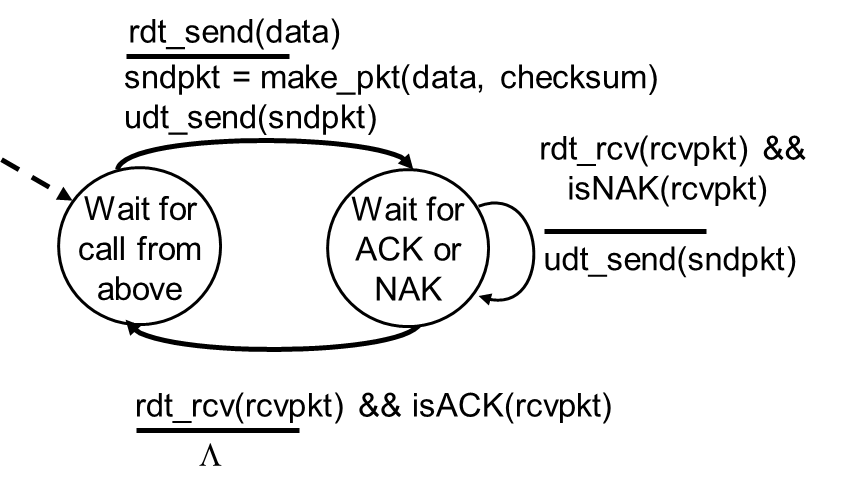 rdt_send(data)
sndpkt = make_pkt(data, checksum)
udt_send(sndpkt)
rdt_rcv(rcvpkt) &&
isNAK(rcvpkt)
udt_send(sndpkt)
Wait for
call from
above
Wait for
ACK or
NAK
rdt_rcv(rcvpkt) && isACK(rcvpkt)
Λ